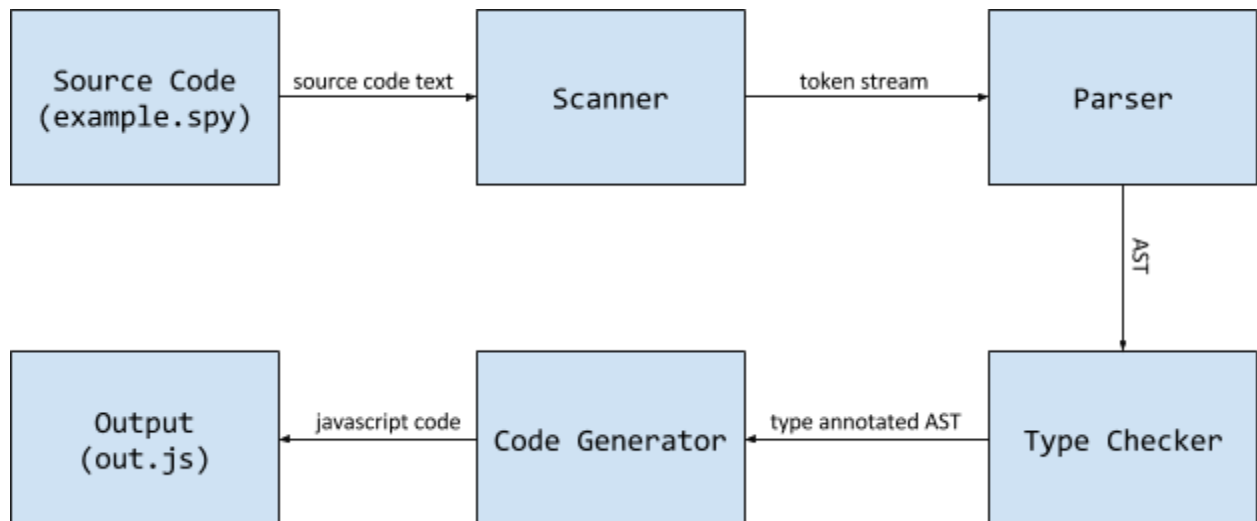 Source Code
(example.spy)
source code text
Scanner
token stream
Parser
AST
Output
(out.js)
javascript code
Code Generator
type annotated AST
Type Checker